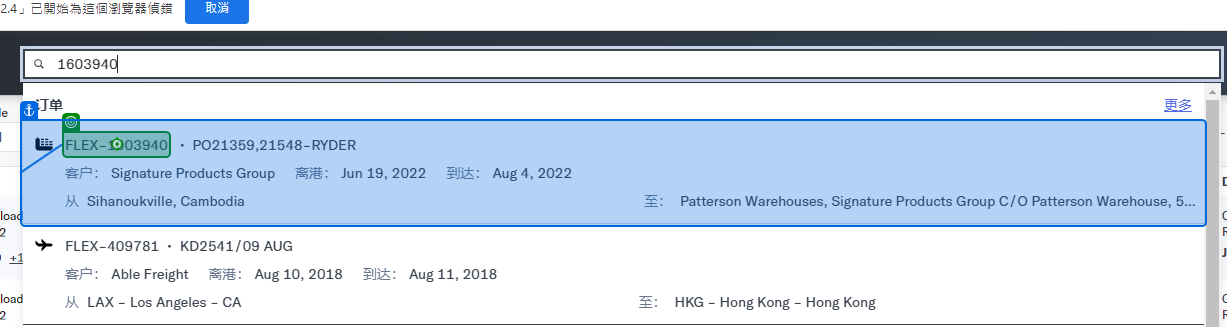 2.4」已開始為這個瀏覽器偵錯 取消
1603940
订单 更多
FLEX-1603940 · PO21359,21548-RYDER
客户： Signature Products Group 离港： Jun 19, 2022 到达： Aug 4, 2022
从 Sihanoukville, Cambodia 至： Patterson Warehouses, Signature Products Group C/O Patterson Warehouse, 5...
FLEX-409781 · KD2541/09 AUG
客户： Able Freight 离港： Aug 10, 2018 到达： Aug 11, 2018
从 LAX - Los Angeles - CA 至： HKG - Hong Kong - Hong Kong
load
2
+1
load
2